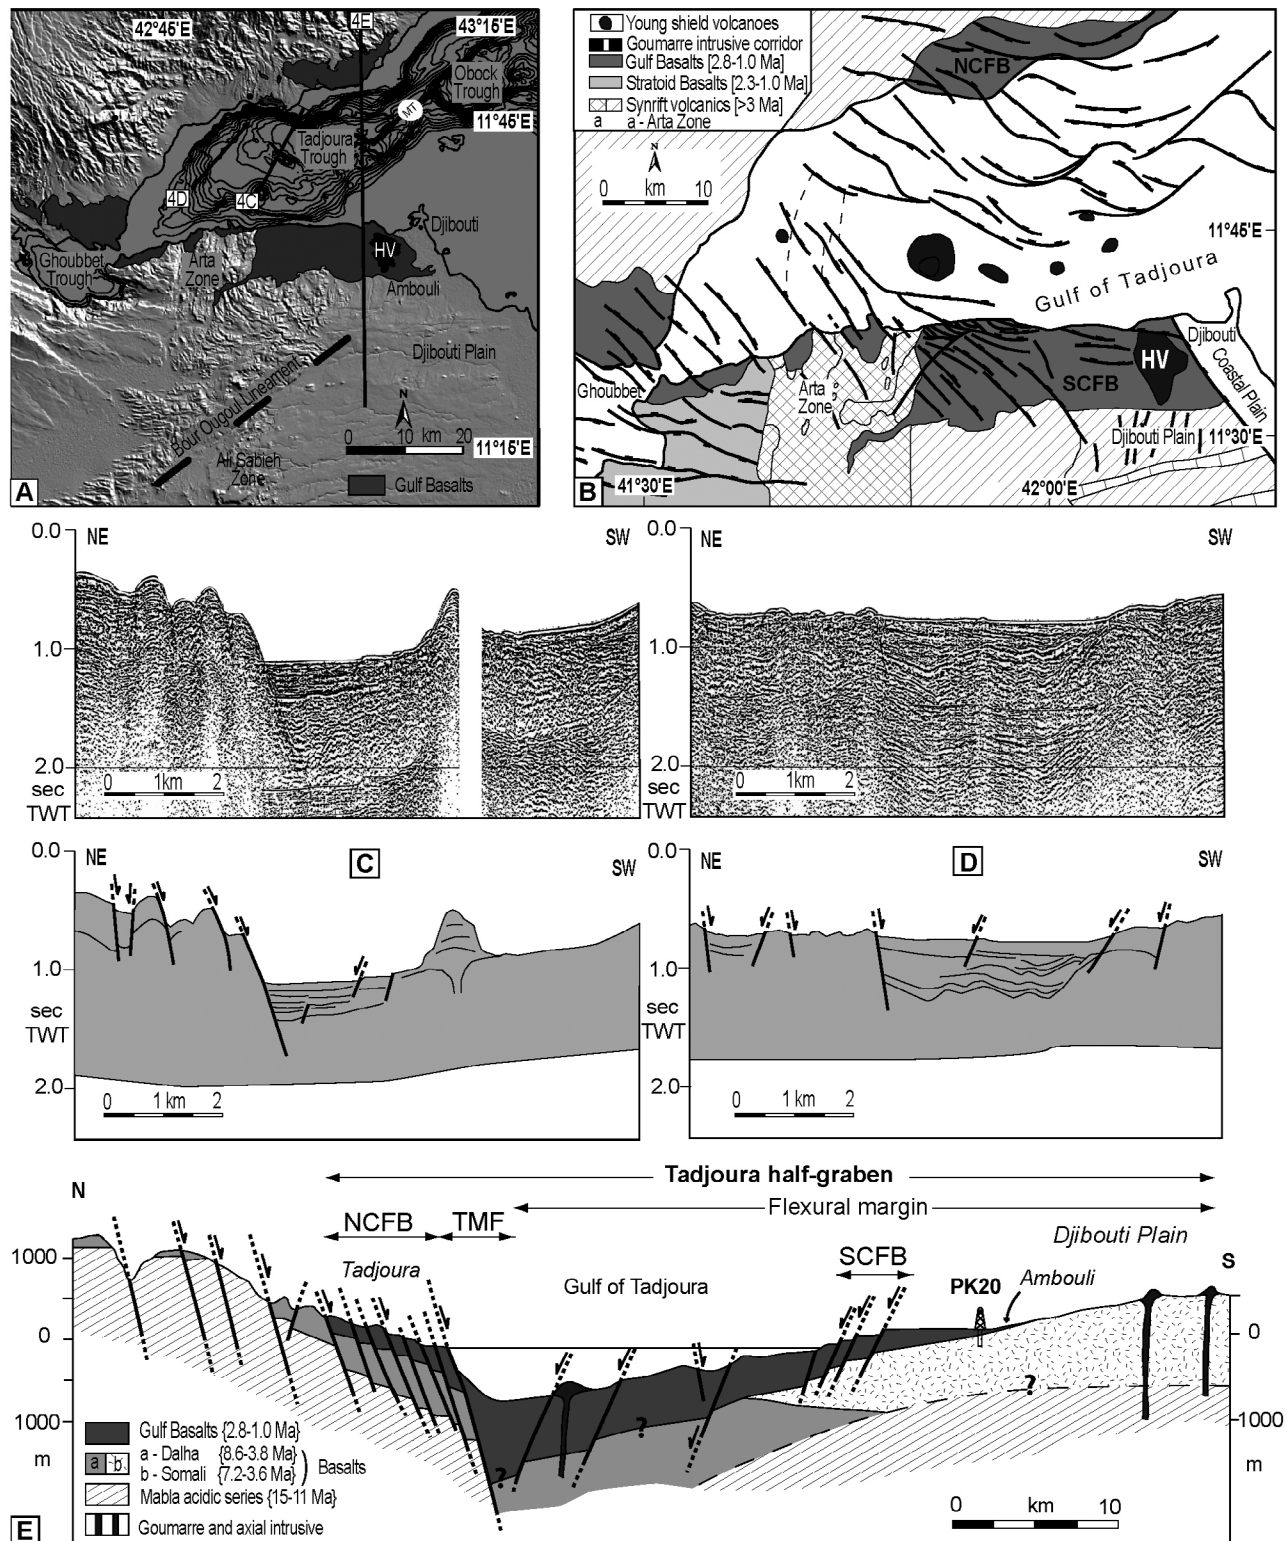 42°45'E
4E
43°15'E
Obock
Trough
MT
11°45'E
Tadjoura
Trough
4D
4C
Djibouti
HV
Ghoubbet
Trough
Arta
Zone
Ambouli
Djibouti Plain
Bour Ougoul Lineament
N
0 10 km 20
11°15'E
Ali Sabieh
Zone
Gulf Basalts
A
Young shield volcanoes
Goumarre intrusive corridor
Gulf Basalts [2.8-1.0 Ma]
Stratoid Basalts [2.3-1.0 Ma]
Synrift volcanics [>3 Ma]
a a - Arta Zone
N
0 km 10
NCFB
11°45'E
Gulf of Tadjoura
Djibouti
HV
SCFB
Coastal Plain
Ghoubbet
Arta
Zone
Djibouti Plain
11°30'E
B
41°30'E
42°00'E
0.0
NE
SW
1.0
2.0
0 1km 2
sec
TWT
0.0
NE
SW
1.0
2.0
0 1km 2
sec
TWT
0.0
NE
C
SW
1.0
sec
TWT
2.0
0 1 km 2
0.0
NE
D
SW
1.0
sec
TWT
2.0
0 1 km 2
Tadjoura half-graben
N
Flexural margin
NCFB
TMF
Djibouti Plain
SCFB
S
1000
Tadjoura
Gulf of Tadjoura
PK20
Ambouli
0
0
?
?
?
1000
1000
m
m
Gulf Basalts {2.8-1.0 Ma}
a b
a - Dalha {8.6-3.8 Ma}
b - Somali {7.2-3.6 Ma}
Basalts
Mabla acidic series {15-11 Ma}
Goumarre and axial intrusive
0 km 10
E